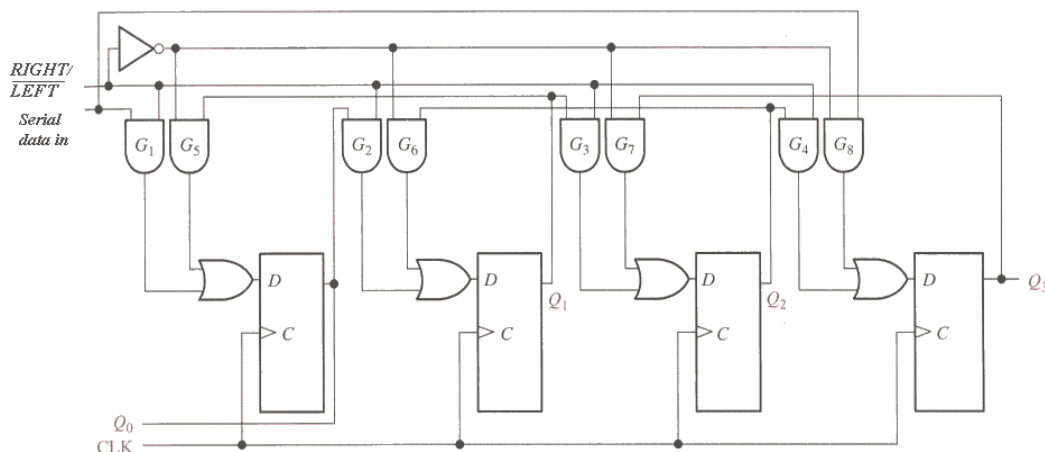 RIGHT/
LEFT
Serial
data in
G1
G5
G2
G6
G3
G7
G4
G8
D
D
D
D
Q1
Q2
Q3
C
C
C
C
Q0
CLK